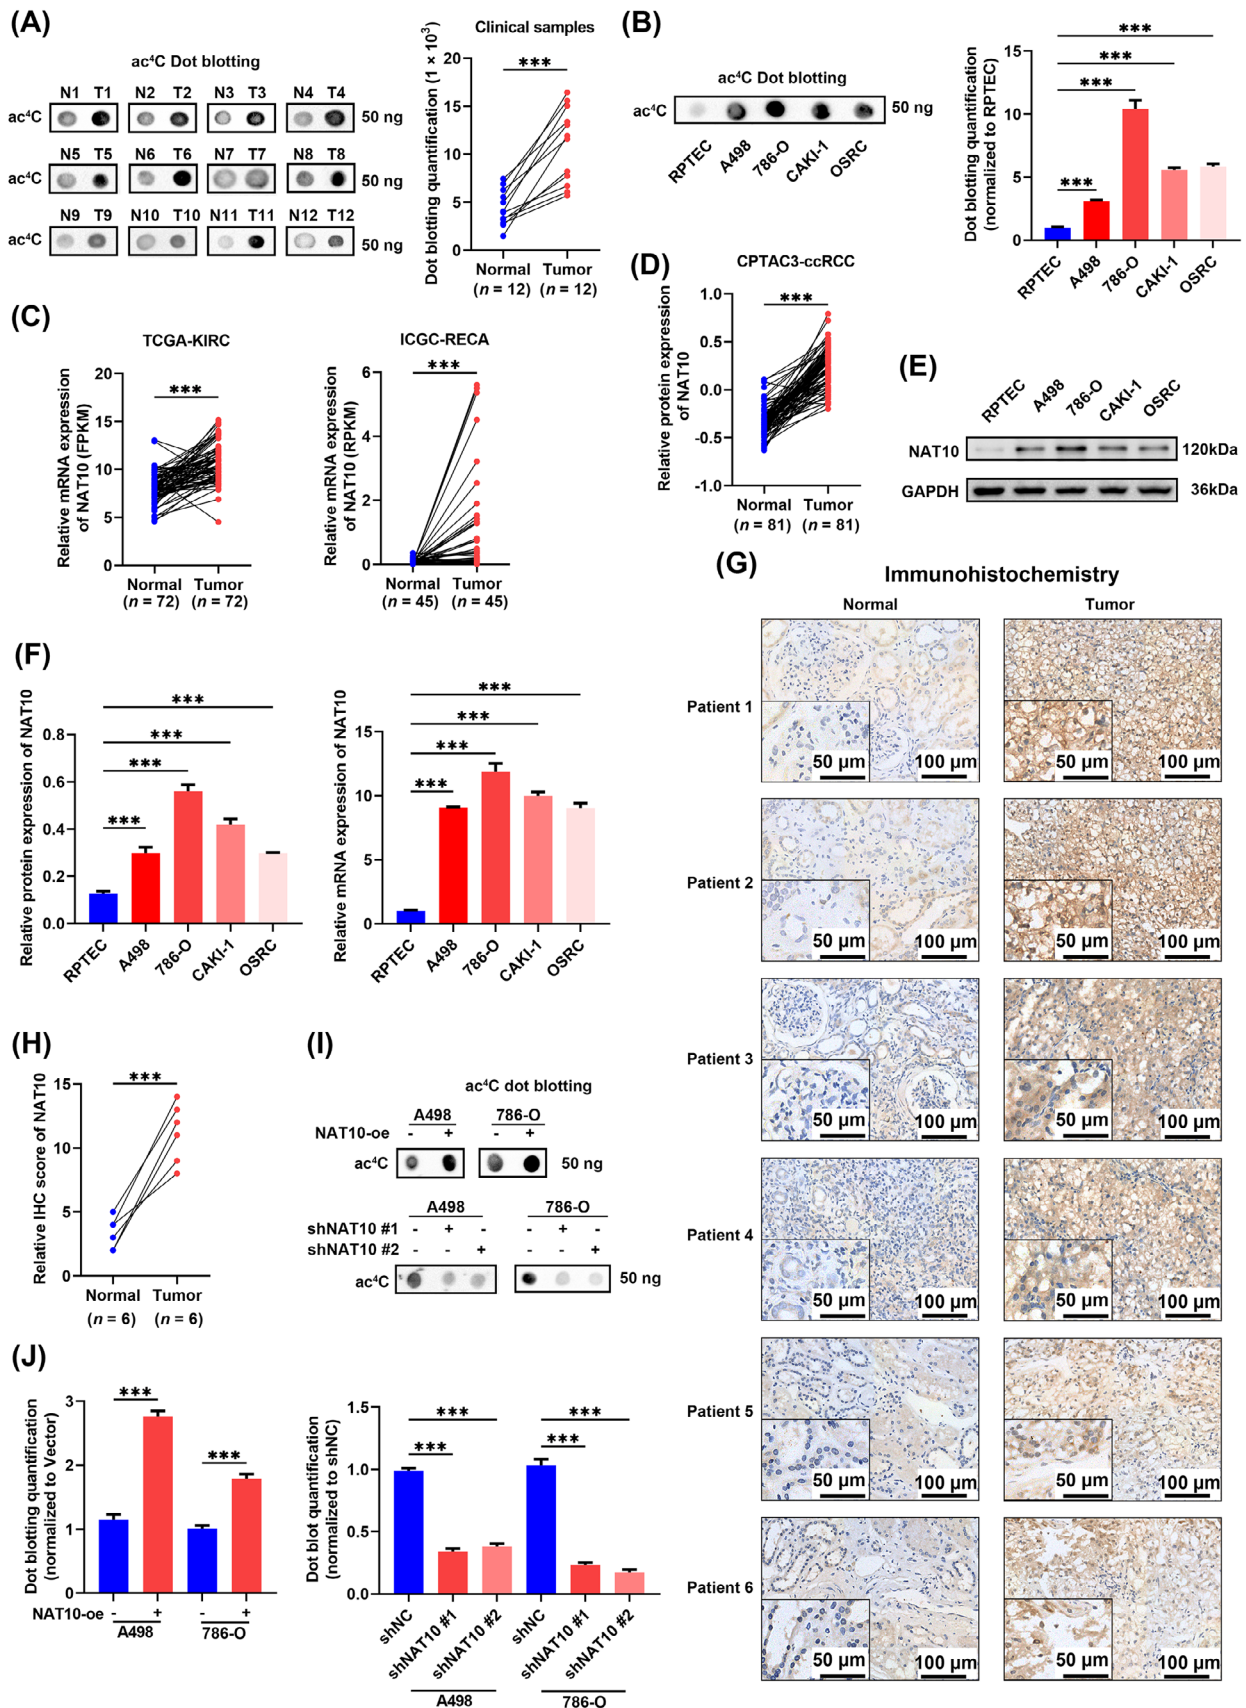 (A)
ac⁴C Dot blotting
N1 T1 N2 T2 N3 T3 N4 T4
ac⁴C 50 ng
N5 T5 N6 T6 N7 T7 N8 T8
ac⁴C 50 ng
N9 T9 N10 T10 N11 T11 N12 T12
ac⁴C 50 ng
Clinical samples
Dot blotting quantification (1 × 10³)
20
15
10
5
0
***
Normal Tumor
(n = 12) (n = 12)
(B)
ac⁴C Dot blotting
ac⁴C 50 ng
RPTEC A498 786-O CAKI-1 OSRC
Dot blotting quantification
(normalized to RPTEC)
15
10
5
0
***
***
***
***
RPTEC A498 786-O CAKI-1 OSRC
(C)
TCGA-KIRC
Relative mRNA expression
of NAT10 (FPKM)
20
15
10
5
0
***
Normal Tumor
(n = 72) (n = 72)
ICGC-RECA
Relative mRNA expression
of NAT10 (RPKM)
6
4
2
0
***
Normal Tumor
(n = 45) (n = 45)
(D)
CPTAC3-ccRCC
Relative protein expression
of NAT10
1.0
0.5
0.0
-0.5
-1.0
***
Normal Tumor
(n = 81) (n = 81)
(E)
RPTEC A498 786-O CAKI-1 OSRC
NAT10 120kDa
GAPDH 36kDa
(F)
Relative protein expression of NAT10
0.8
0.6
0.4
0.2
0.0
***
***
***
***
RPTEC A498 786-O CAKI-1 OSRC
Relative mRNA expression of NAT10
15
10
5
0
***
***
***
***
RPTEC A498 786-O CAKI-1 OSRC
(G)
Immunohistochemistry
Normal Tumor
Patient 1
50 µm 100 µm 50 µm 100 µm
Patient 2
50 µm 100 µm 50 µm 100 µm
Patient 3
50 µm 100 µm 50 µm 100 µm
Patient 4
50 µm 100 µm 50 µm 100 µm
Patient 5
50 µm 100 µm 50 µm 100 µm
Patient 6
50 µm 100 µm 50 µm 100 µm
(H)
Relative IHC score of NAT10
15
10
5
0
***
Normal Tumor
(n = 6) (n = 6)
(I)
ac⁴C dot blotting
A498 786-O
NAT10-oe - + - +
ac⁴C 50 ng
A498 786-O
shNAT10 #1 - + - - + -
shNAT10 #2 - - + - - +
ac⁴C 50 ng
(J)
Dot blotting quantification
(normalized to Vector)
3
2
1
0
***
***
NAT10-oe - + - +
A498 786-O
Dot blot quantification
(normalized to shNC)
1.5
1.0
0.5
0.0
*** ***
*** ***
shNC shNAT10 #1 shNAT10 #2 shNC shNAT10 #1 shNAT10 #2
A498 786-O